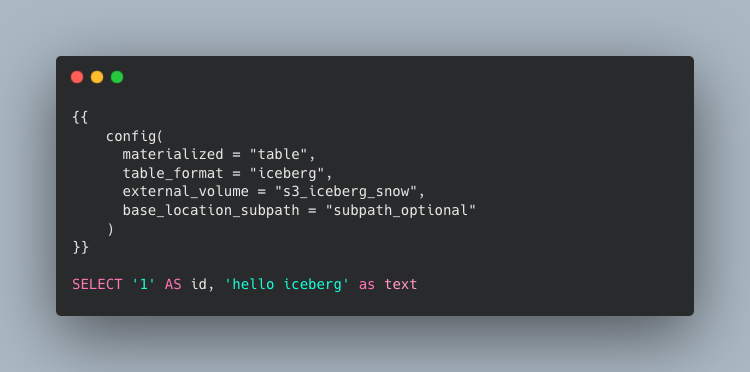 {{
    config(
      materialized = "table",
      table_format = "iceberg",
      external_volume = "s3_iceberg_snow",
      base_location_subpath = "subpath_optional"
    )
}}
SELECT '1' AS id, 'hello iceberg' as text